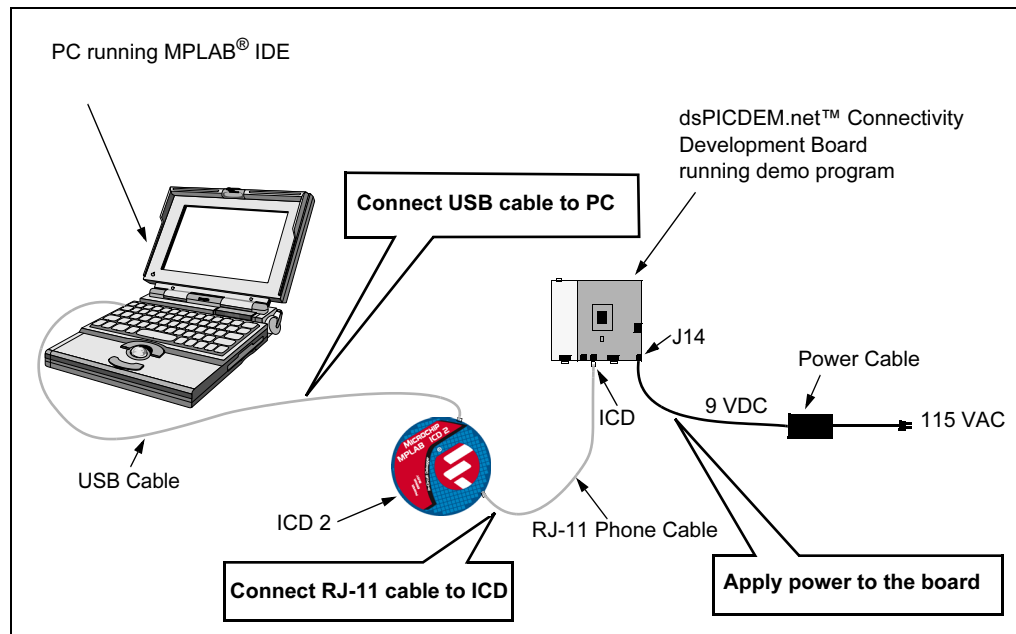 PC running MPLAB® IDE
dsPICDEM.net™ Connectivity
Development Board
running demo program
Connect USB cable to PC
J14
Power Cable
ICD
9 VDC
115 VAC
MICROCHIP
MPLAB ICD 2
USB Cable
ICD 2
RJ-11 Phone Cable
Connect RJ-11 cable to ICD
Apply power to the board